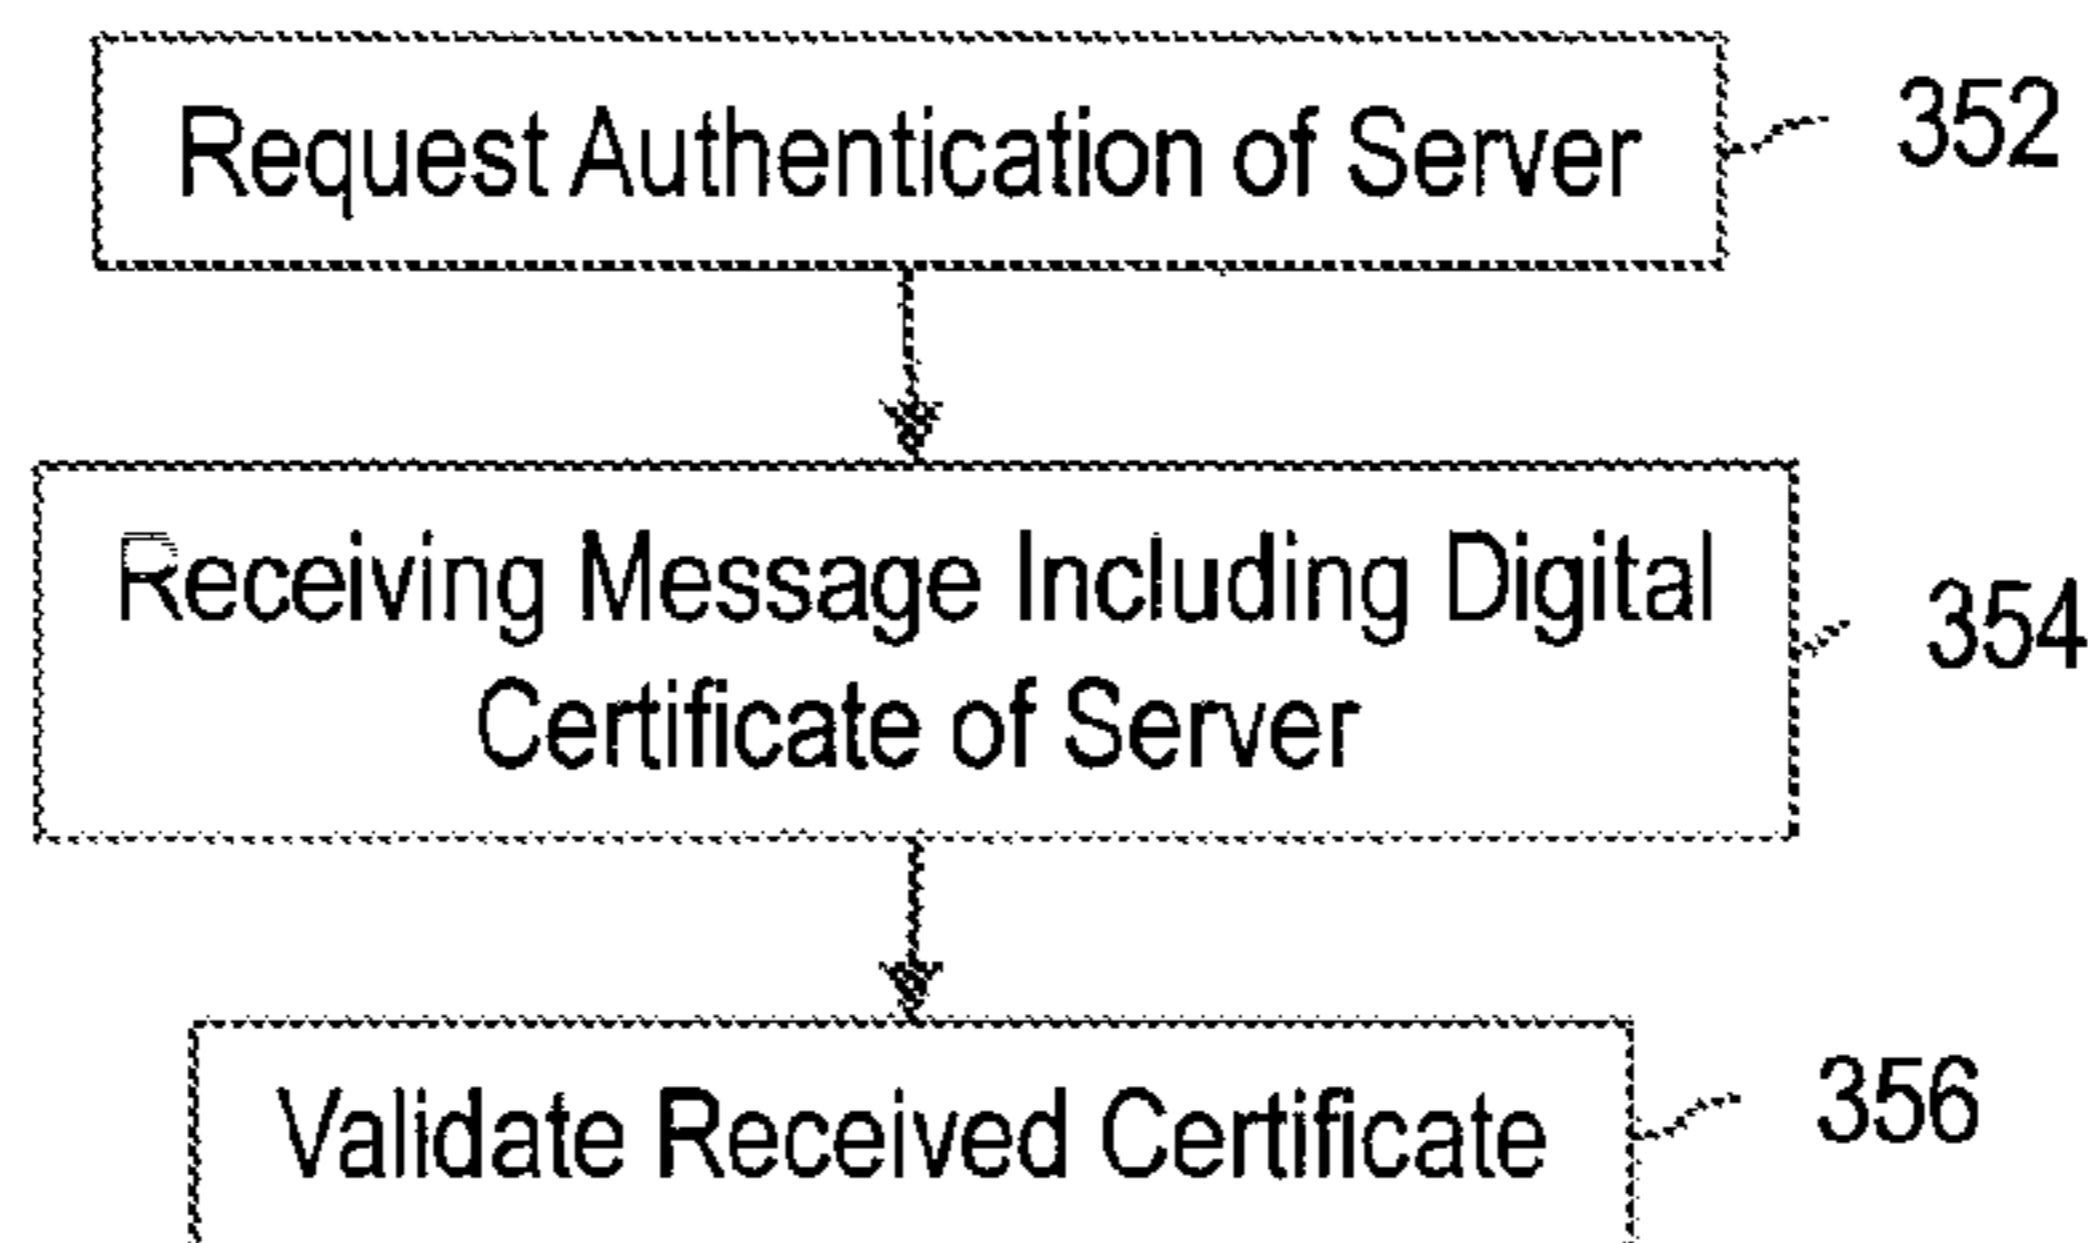 Request Authentication of Server
352
Receiving Message Including Digital
Certificate of Server
354
Validate Received Certificate
356